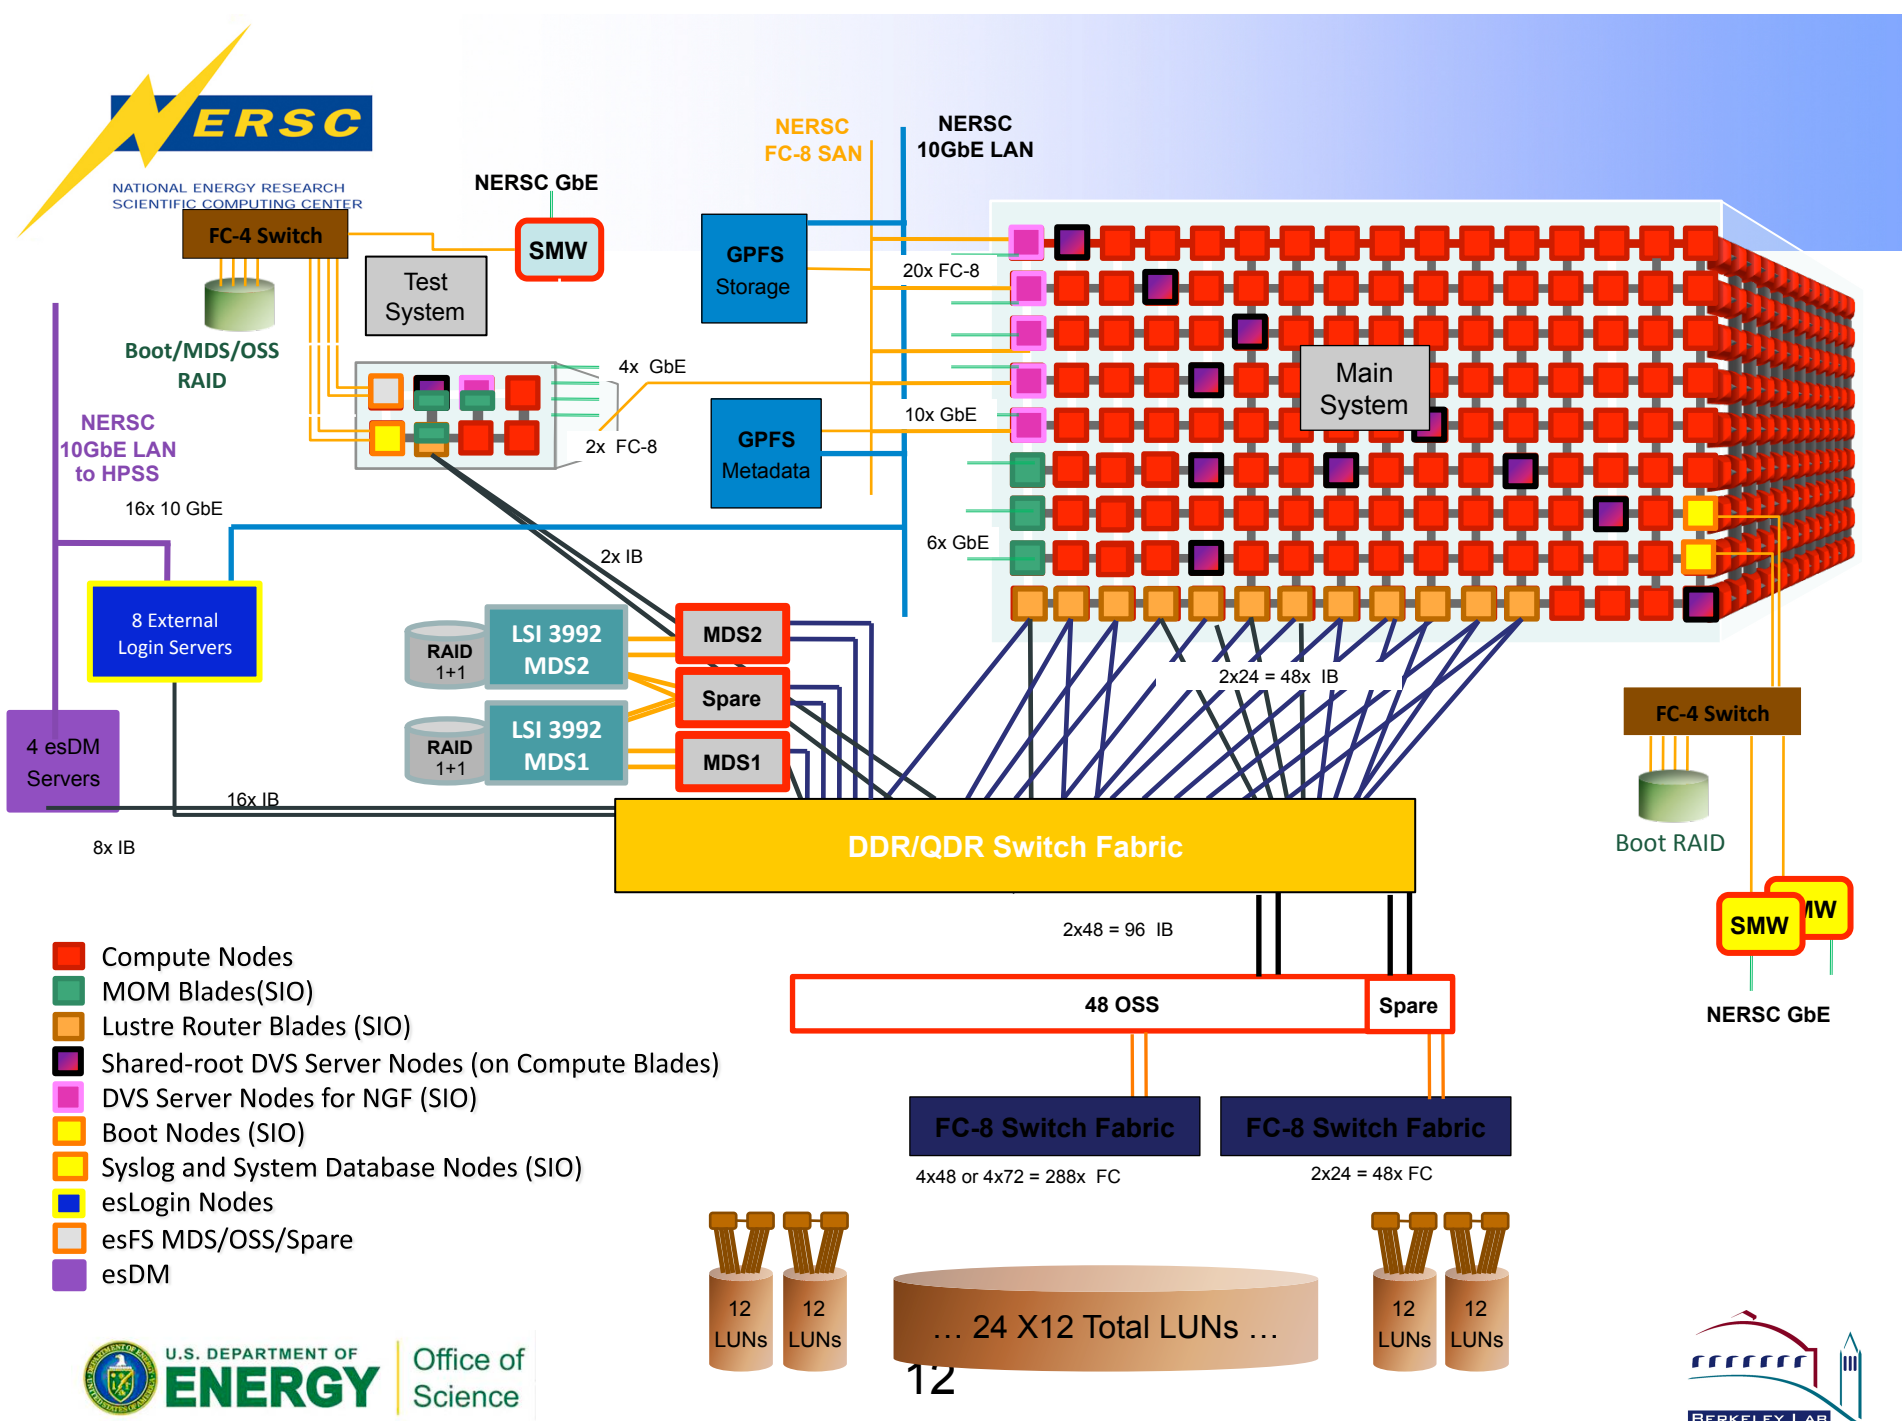 NERSC
NATIONAL ENERGY RESEARCH
SCIENTIFIC COMPUTING CENTER
FC-4 Switch
NERSC GbE
SMW
Test
System
Boot/MDS/OSS
RAID
NERSC
FC-8 SAN
NERSC
10GbE LAN
GPFS
Storage
20x FC-8
4x GbE
2x FC-8
GPFS
Metadata
10x GbE
6x GbE
Main
System
NERSC
10GbE LAN
to HPSS
16x 10 GbE
2x IB
8 External
Login Servers
4 esDM
Servers
RAID
1+1
LSI 3992
MDS2
MDS2
Spare
RAID
1+1
LSI 3992
MDS1
MDS1
2x24 = 48x IB
FC-4 Switch
Boot RAID
16x IB
8x IB
DDR/QDR Switch Fabric
2x48 = 96 IB
SMW
MW
NERSC GbE
48 OSS
Spare
FC-8 Switch Fabric
FC-8 Switch Fabric
4x48 or 4x72 = 288x FC
2x24 = 48x FC
Compute Nodes
MOM Blades(SIO)
Lustre Router Blades (SIO)
Shared-root DVS Server Nodes (on Compute Blades)
DVS Server Nodes for NGF (SIO)
Boot Nodes (SIO)
Syslog and System Database Nodes (SIO)
esLogin Nodes
esFS MDS/OSS/Spare
esDM
12
LUNs
12
LUNs
... 24 X12 Total LUNs ...
12
LUNs
12
LUNs
12
U.S. DEPARTMENT OF
ENERGY
Office of
Science
BERKELEY LAB